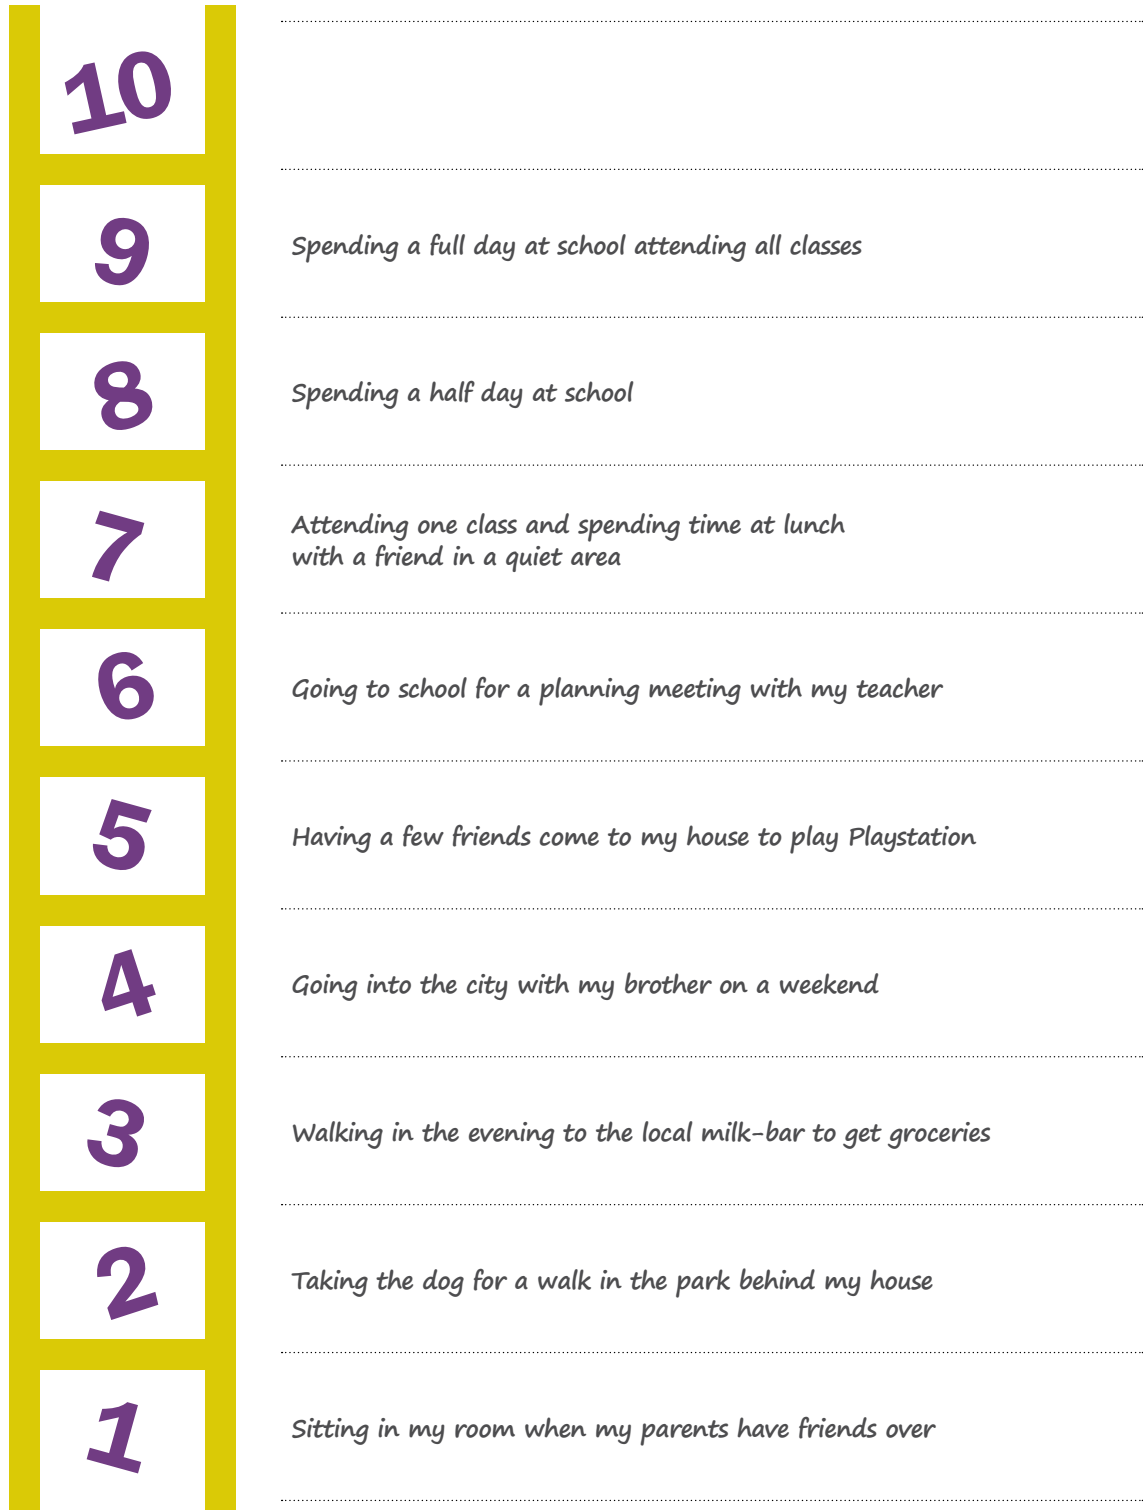 10
9
Spending a full day at school attending all classes
8
Spending a half day at school
7
Attending one class and spending time at lunch
with a friend in a quiet area
6
Going to school for a planning meeting with my teacher
5
Having a few friends come to my house to play Playstation
4
Going into the city with my brother on a weekend
3
Walking in the evening to the local milk-bar to get groceries
2
Taking the dog for a walk in the park behind my house
1
Sitting in my room when my parents have friends over